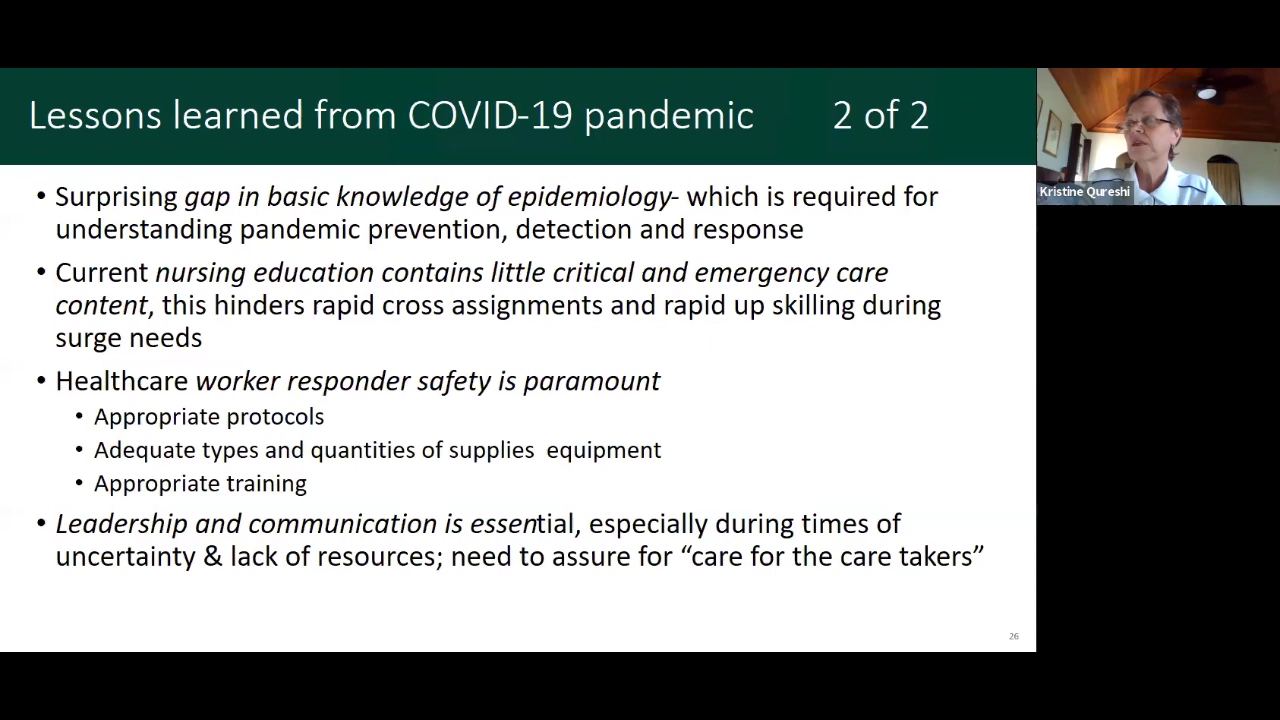 Lessons learned from COVID-19 pandemic 2 of 2
Kristine Qureshi
• Surprising gap in basic knowledge of epidemiology- which is required for
understanding pandemic prevention, detection and response
• Current nursing education contains little critical and emergency care
content, this hinders rapid cross assignments and rapid up skilling during
surge needs
• Healthcare worker responder safety is paramount
• Appropriate protocols
• Adequate types and quantities of supplies  equipment
• Appropriate training
• Leadership and communication is essential, especially during times of
uncertainty & lack of resources; need to assure for “care for the care takers”
26